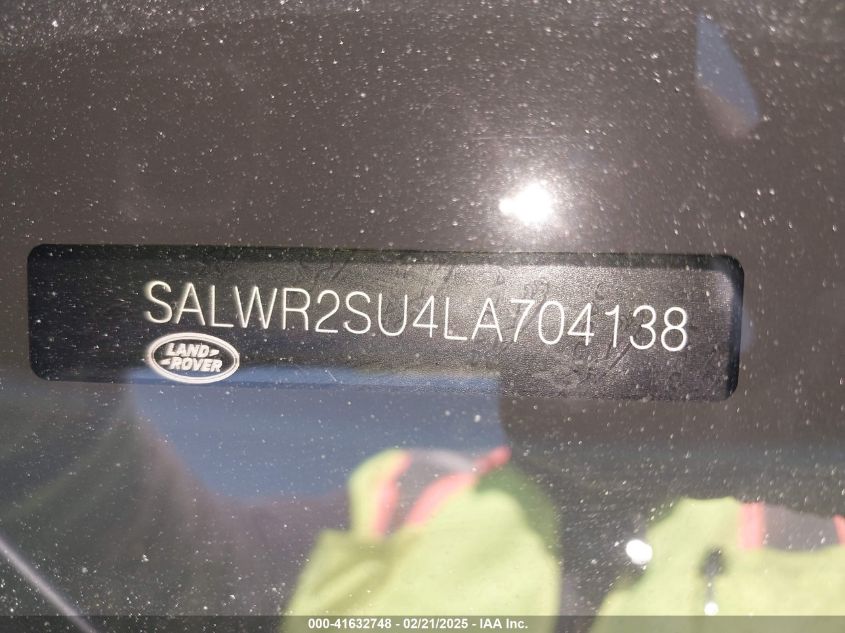 SALWR2SU4LA704138
LAND
ROVER
000-41632748 - 02/21/2025 - IAA Inc.